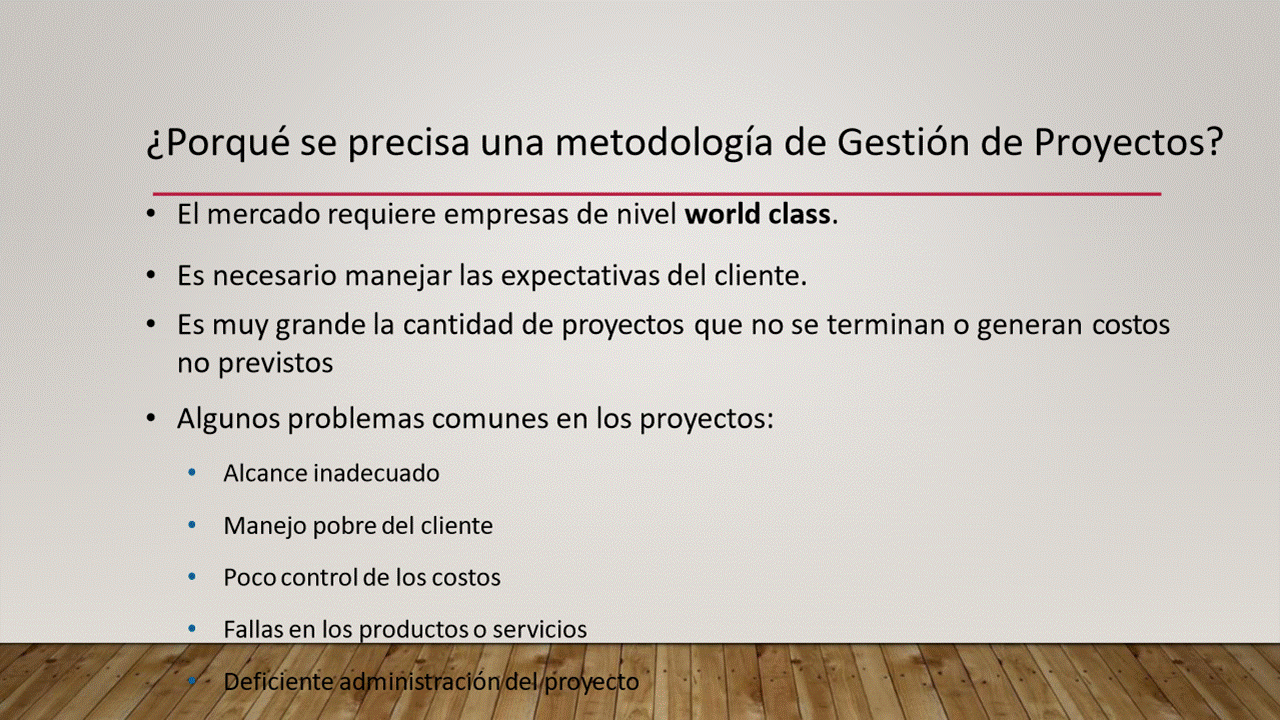 ¿Porqué se precisa una metodología de Gestión de Proyectos?
• El mercado requiere empresas de nivel world class.
• Es necesario manejar las expectativas del cliente.
• Es muy grande la cantidad de proyectos que no se terminan o generan costos
no previstos
• Algunos problemas comunes en los proyectos:
• Alcance inadecuado
• Manejo pobre del cliente
• Poco control de los costos
• Fallas en los productos o servicios
• Deficiente administración del proyecto